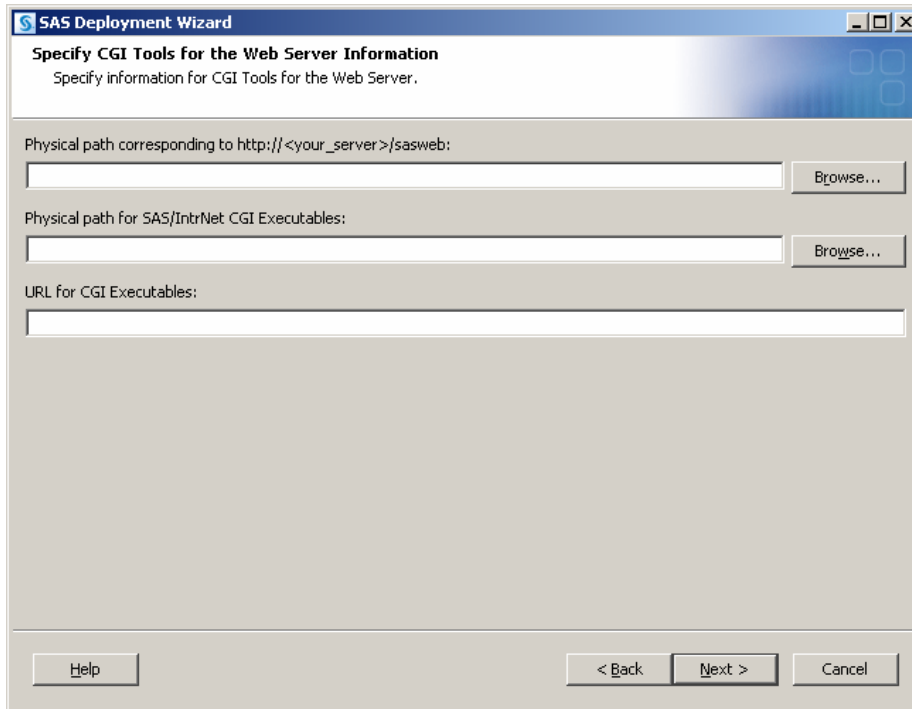 SAS Deployment Wizard
Specify CGI Tools for the Web Server Information
Specify information for CGI Tools for the Web Server.
Physical path corresponding to http://<your_server>/sasweb:
Browse...
Physical path for SAS/IntrNet CGI Executables:
Browse...
URL for CGI Executables:
Help
< Back
Next >
Cancel